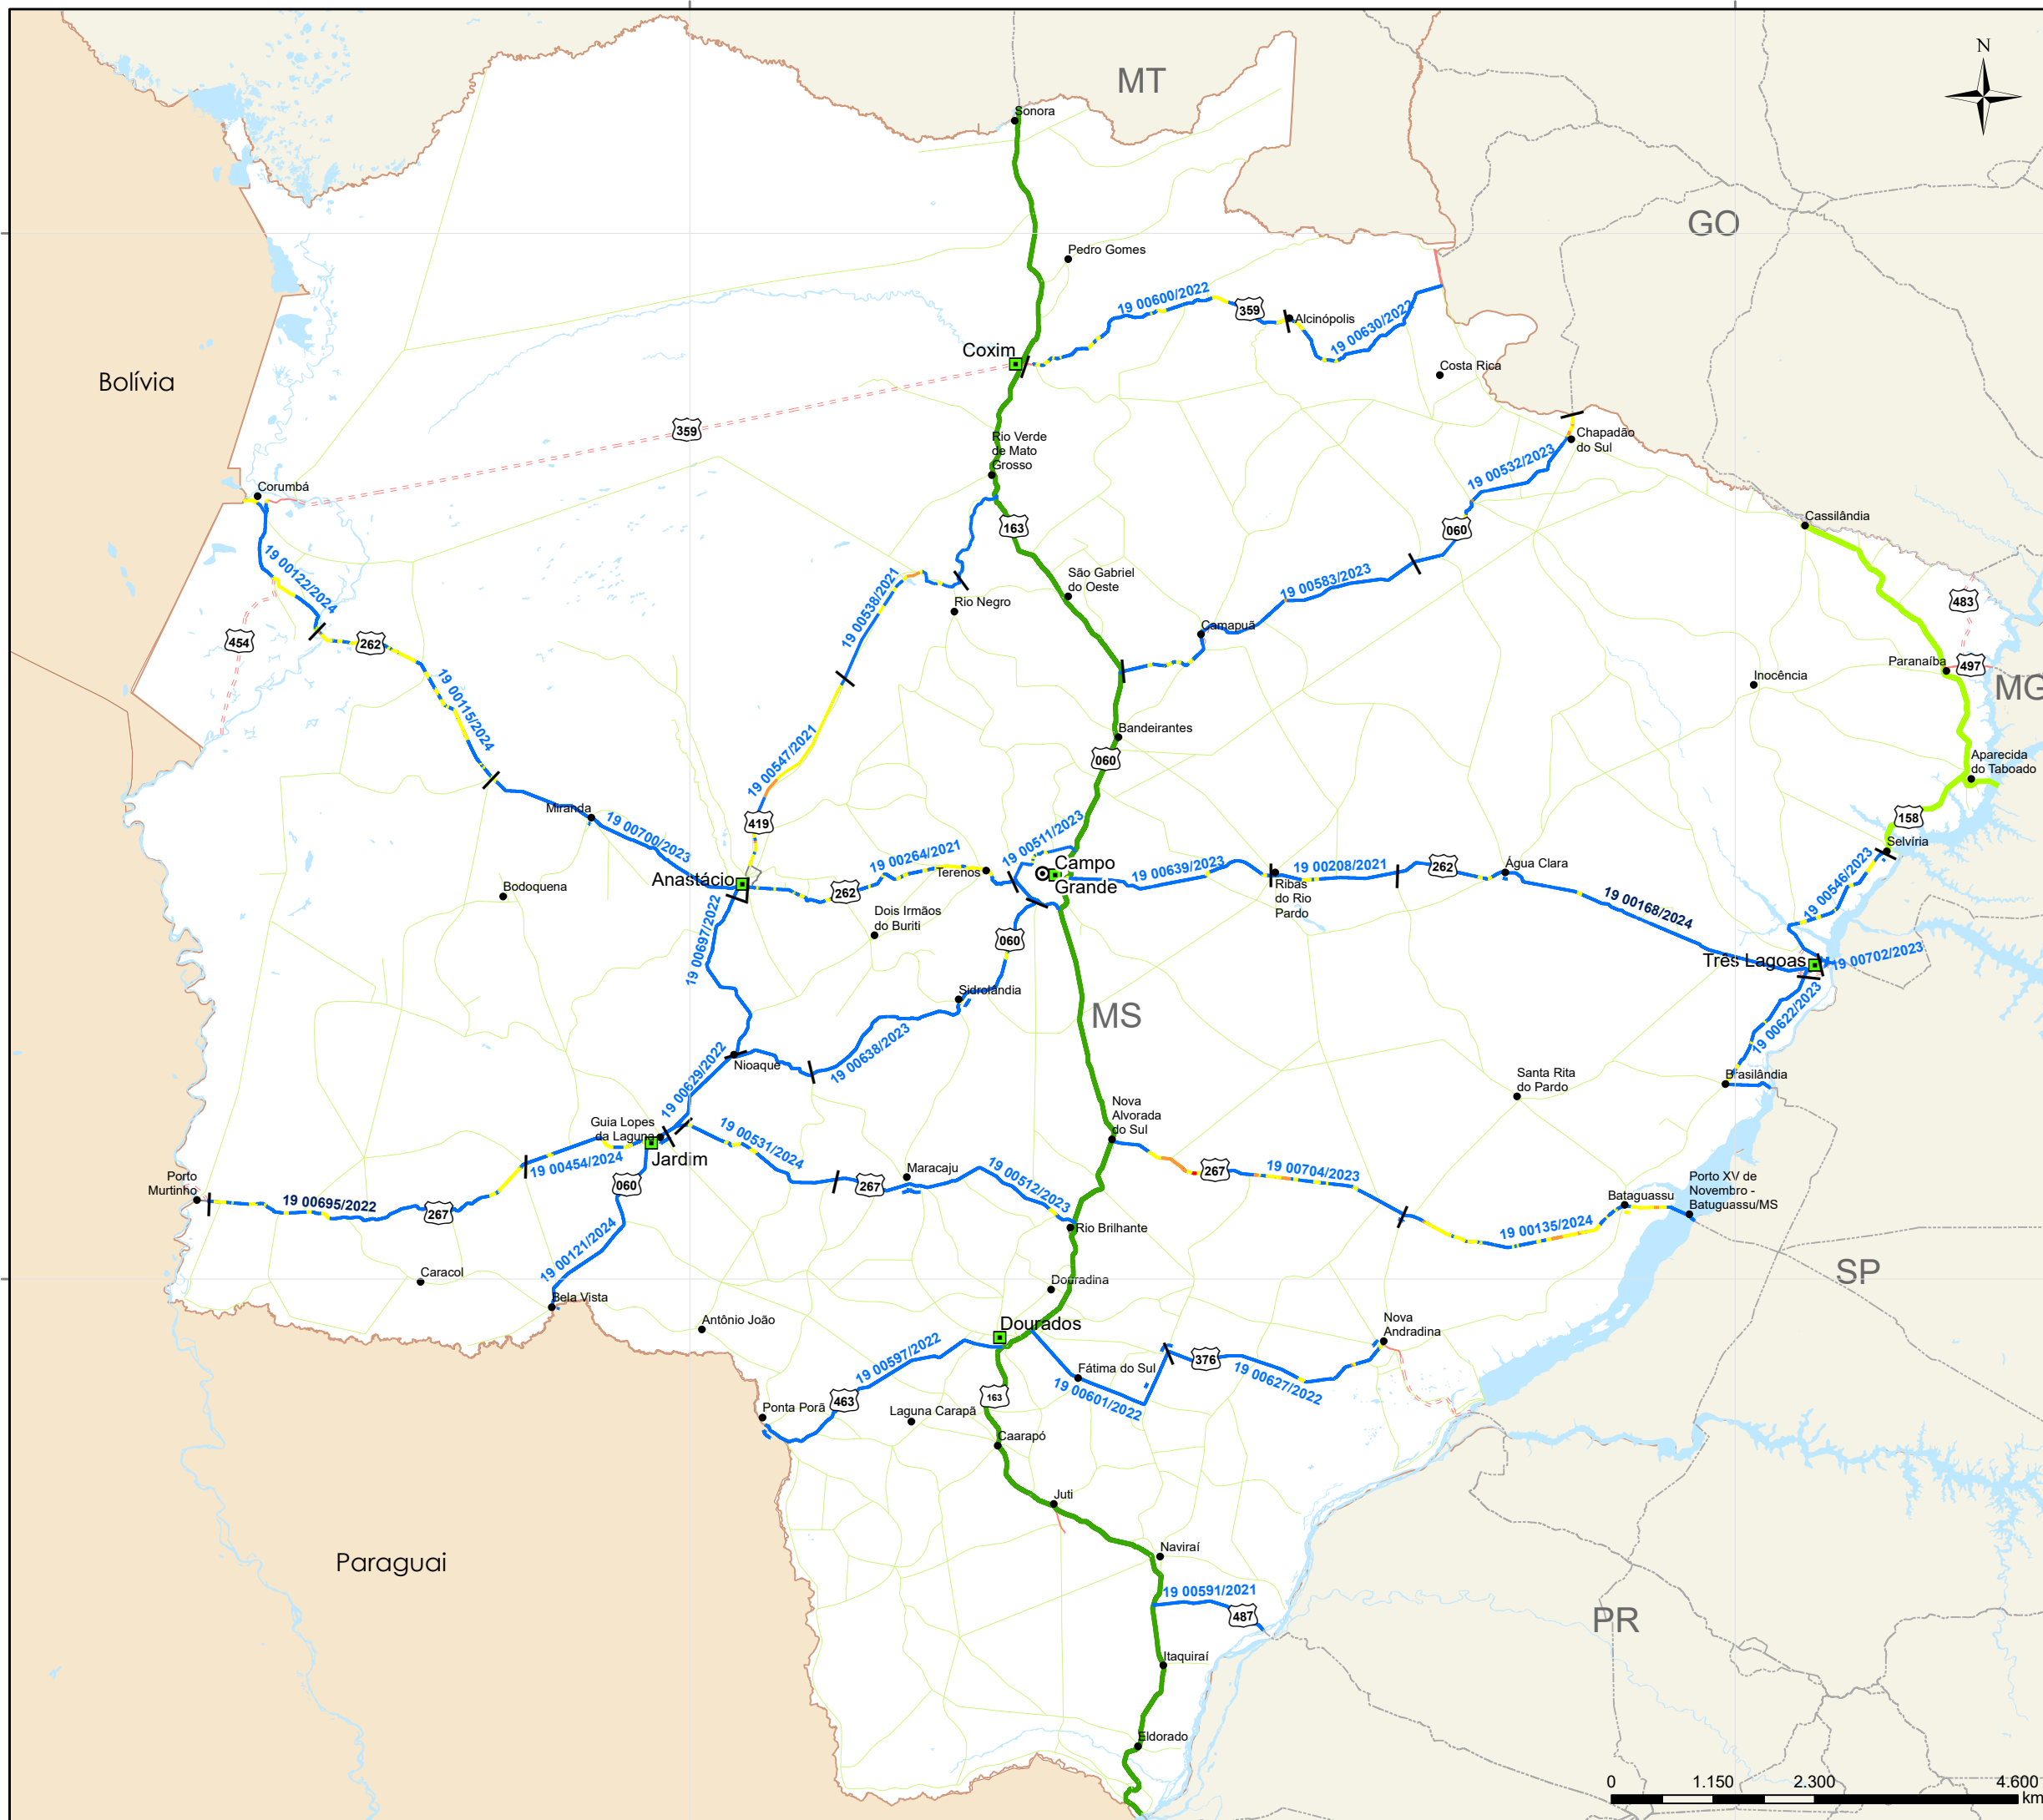 N
MT
Sonora
GO
Pedro Gomes
19 00600/2022
359
Alcinópolis
19 00630/2022
Coxim
Costa Rica
Bolívia
359
Rio Verde
de Mato
Grosso
Chapadão
do Sul
19 00532/2023
Corumbá
163
060
Cassilândia
19 00122/2024
19 00538/2021
São Gabriel
do Oeste
19 00583/2023
Rio Negro
483
454
262
Camapuã
Paranaíba
497
Inocência
MG
19 00115/2024
19 00547/2021
Bandeirantes
060
Aparecida
do Taboado
Miranda
419
19 00700/2023
158
19 00511/2023
Selvíria
19 00264/2021
Terenos
Campo
Grande
19 00639/2023
19 00208/2021
262
Água Clara
Anastácio
Bodoquena
262
Ribas
do Rio
Pardo
19 00168/2024
19 00546/2023
Dois Irmãos
do Buriti
19 00697/2022
060
Três Lagoas
19 00702/2023
Sidrolândia
MS
19 00622/2023
19 00638/2023
Nioaque
19 00629/2022
Brasilândia
Santa Rita
do Pardo
Nova
Alvorada
do Sul
Guia Lopes
da Laguna
19 00531/2024
Jardim
19 00454/2024
Maracaju
19 00512/2023
267
19 00704/2023
Porto
Murtinho
19 00695/2022
267
060
267
Bataguassu
Porto XV de
Novembro -
Batuguassu/MS
Rio Brilhante
19 00135/2024
19 00121/2024
Caracol
SP
Douradina
Bela Vista
Antônio João
Dourados
Nova
Andradina
19 00597/2022
Fátima do Sul
376
19 00627/2022
19 00601/2022
463
163
Ponta Porã
Laguna Carapã
Caarapó
Juti
Naviraí
Paraguai
19 00591/2021
487
PR
Itaquiraí
Eldorado
0 1.150 2.300 4.600
km